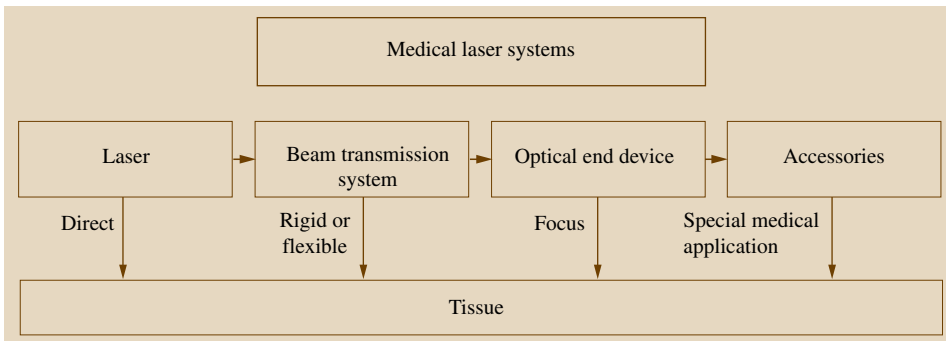 Medical laser systems
Laser
Beam transmission
system
Optical end device
Accessories
Direct
Rigid or
flexible
Focus
Special medical
application
Tissue